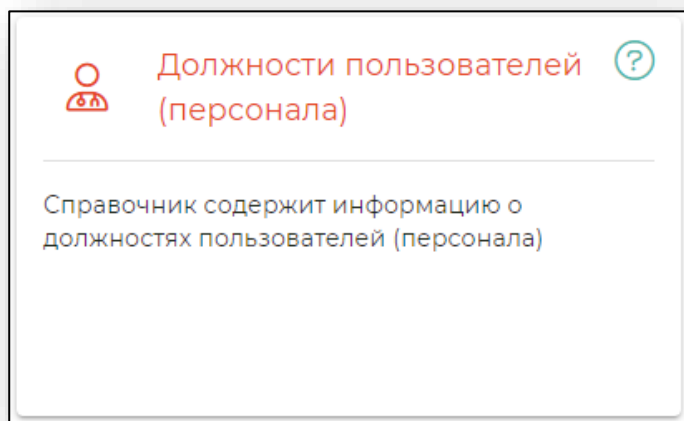 Должности пользователей
(персонала)
?
Справочник содержит информацию о
должностях пользователей (персонала)